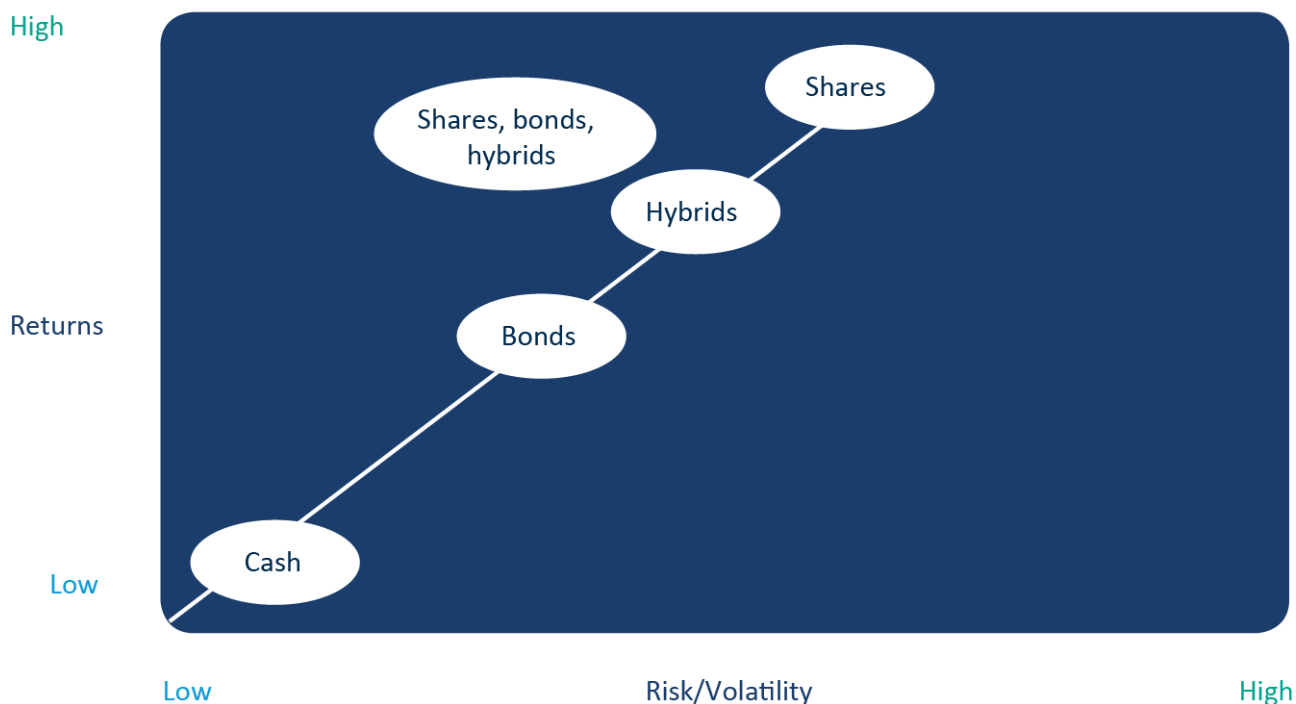 High
Shares
Shares, bonds,
hybrids
Hybrids
Returns
Bonds
Cash
Low
Low
Risk/Volatility
High